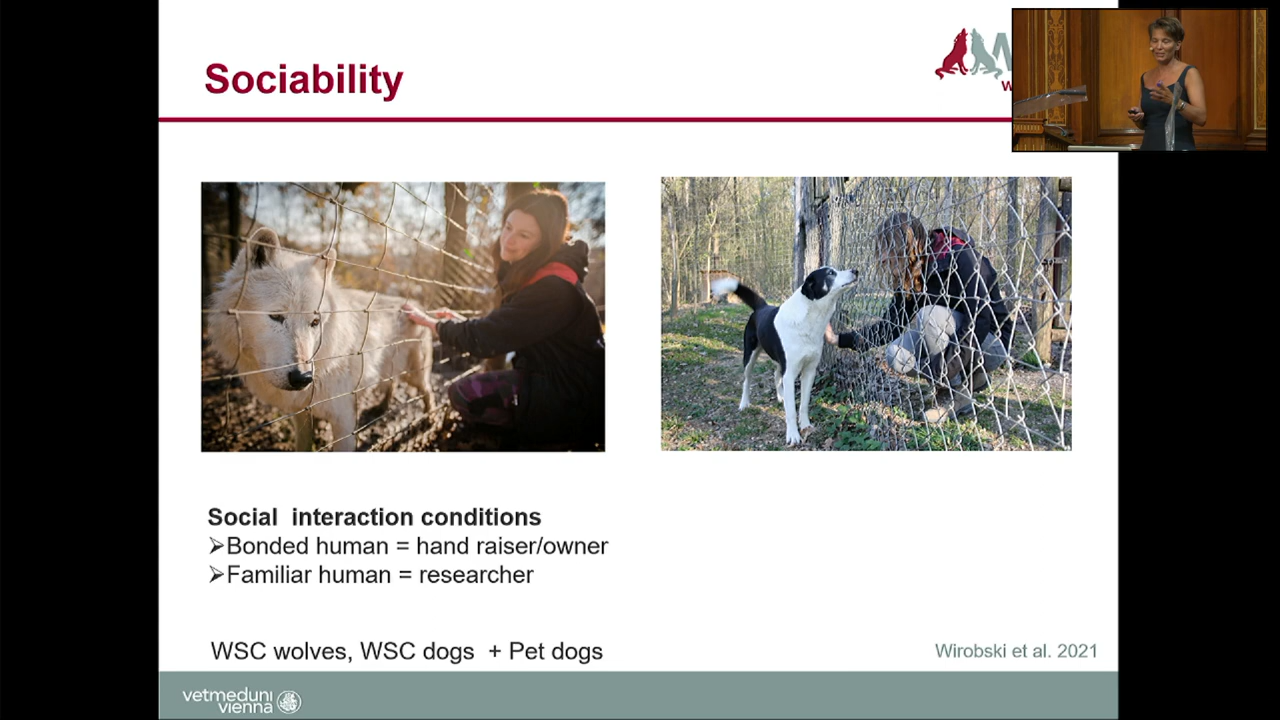 Sociability
Social interaction conditions
➢Bonded human = hand raiser/owner
➢Familiar human = researcher
WSC wolves, WSC dogs + Pet dogs
Wirobski et al. 2021
vetmeduni
vienna